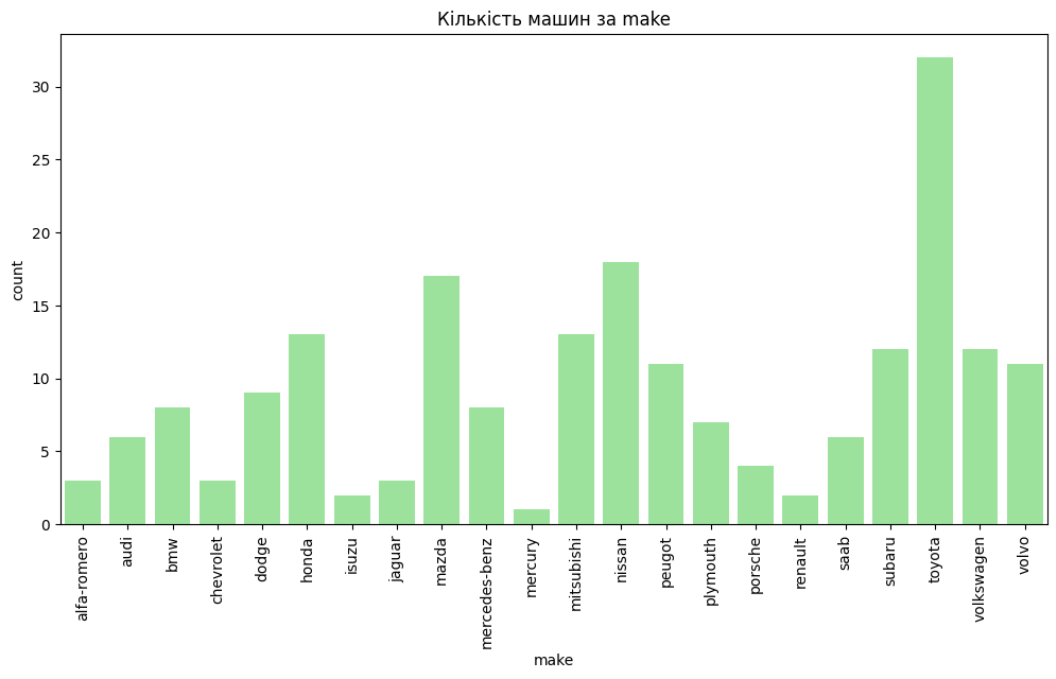 Кількість машин за make
count
30
25
20
15
10
5
0
alfa-romero
audi
bmw
chevrolet
dodge
honda
isuzu
jaguar
mazda
mercedes-benz
mercury
mitsubishi
nissan
peugot
plymouth
porsche
renault
saab
subaru
toyota
volkswagen
volvo
make